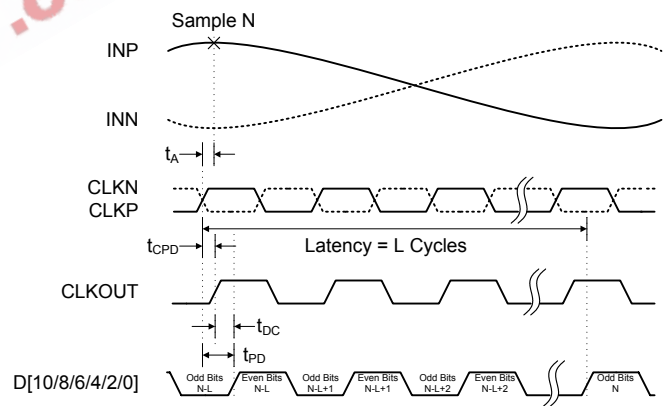 .c
Sample N
INP
INN
tA
CLKN
CLKP
tCPD
Latency = L Cycles
CLKOUT
tDC
tPD
D[10/8/6/4/2/0]
Odd Bits N-L
Even Bits N-L
Odd Bits N-L+1
Even Bits N-L+1
Odd Bits N-L+2
Even Bits N-L+2
Odd Bits N